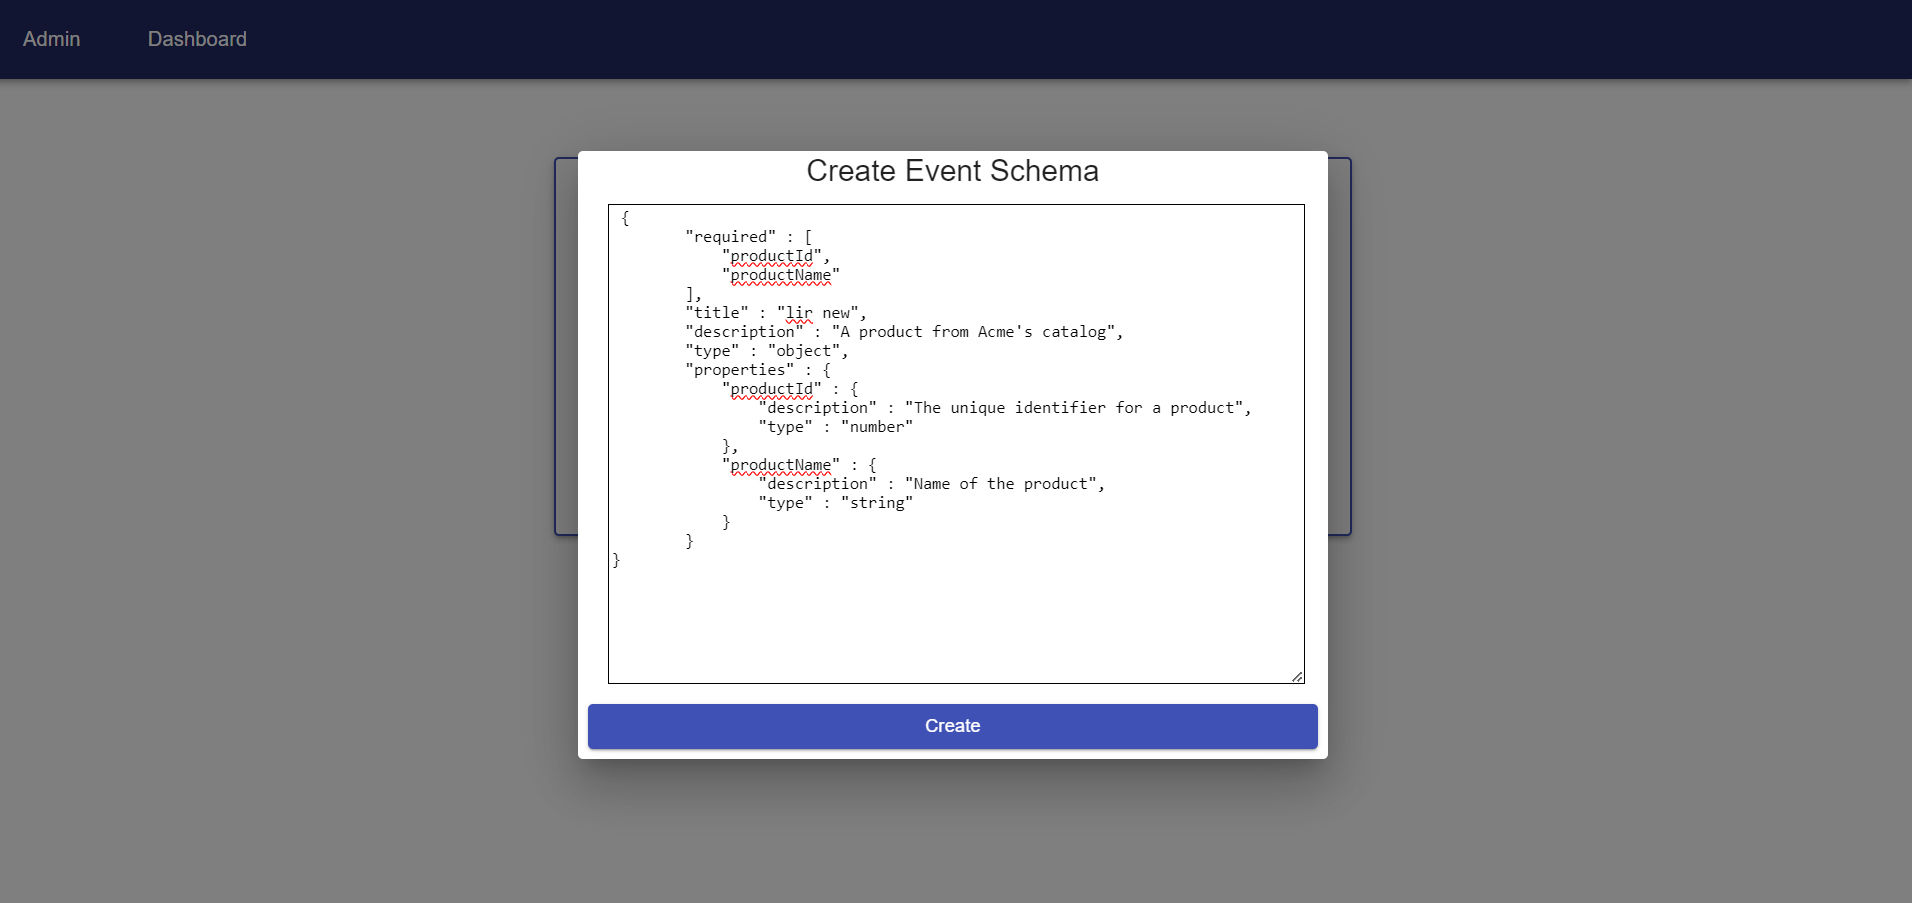 Admin Dashboard
Create Event Schema
{
"required" : [
"productId",
"productName"
],
"title" : "lir new",
"description" : "A product from Acme's catalog",
"type" : "object",
"properties" : {
"productId" : {
"description" : "The unique identifier for a product",
"type" : "number"
},
"productName" : {
"description" : "Name of the product",
"type" : "string"
}
}
}
Create